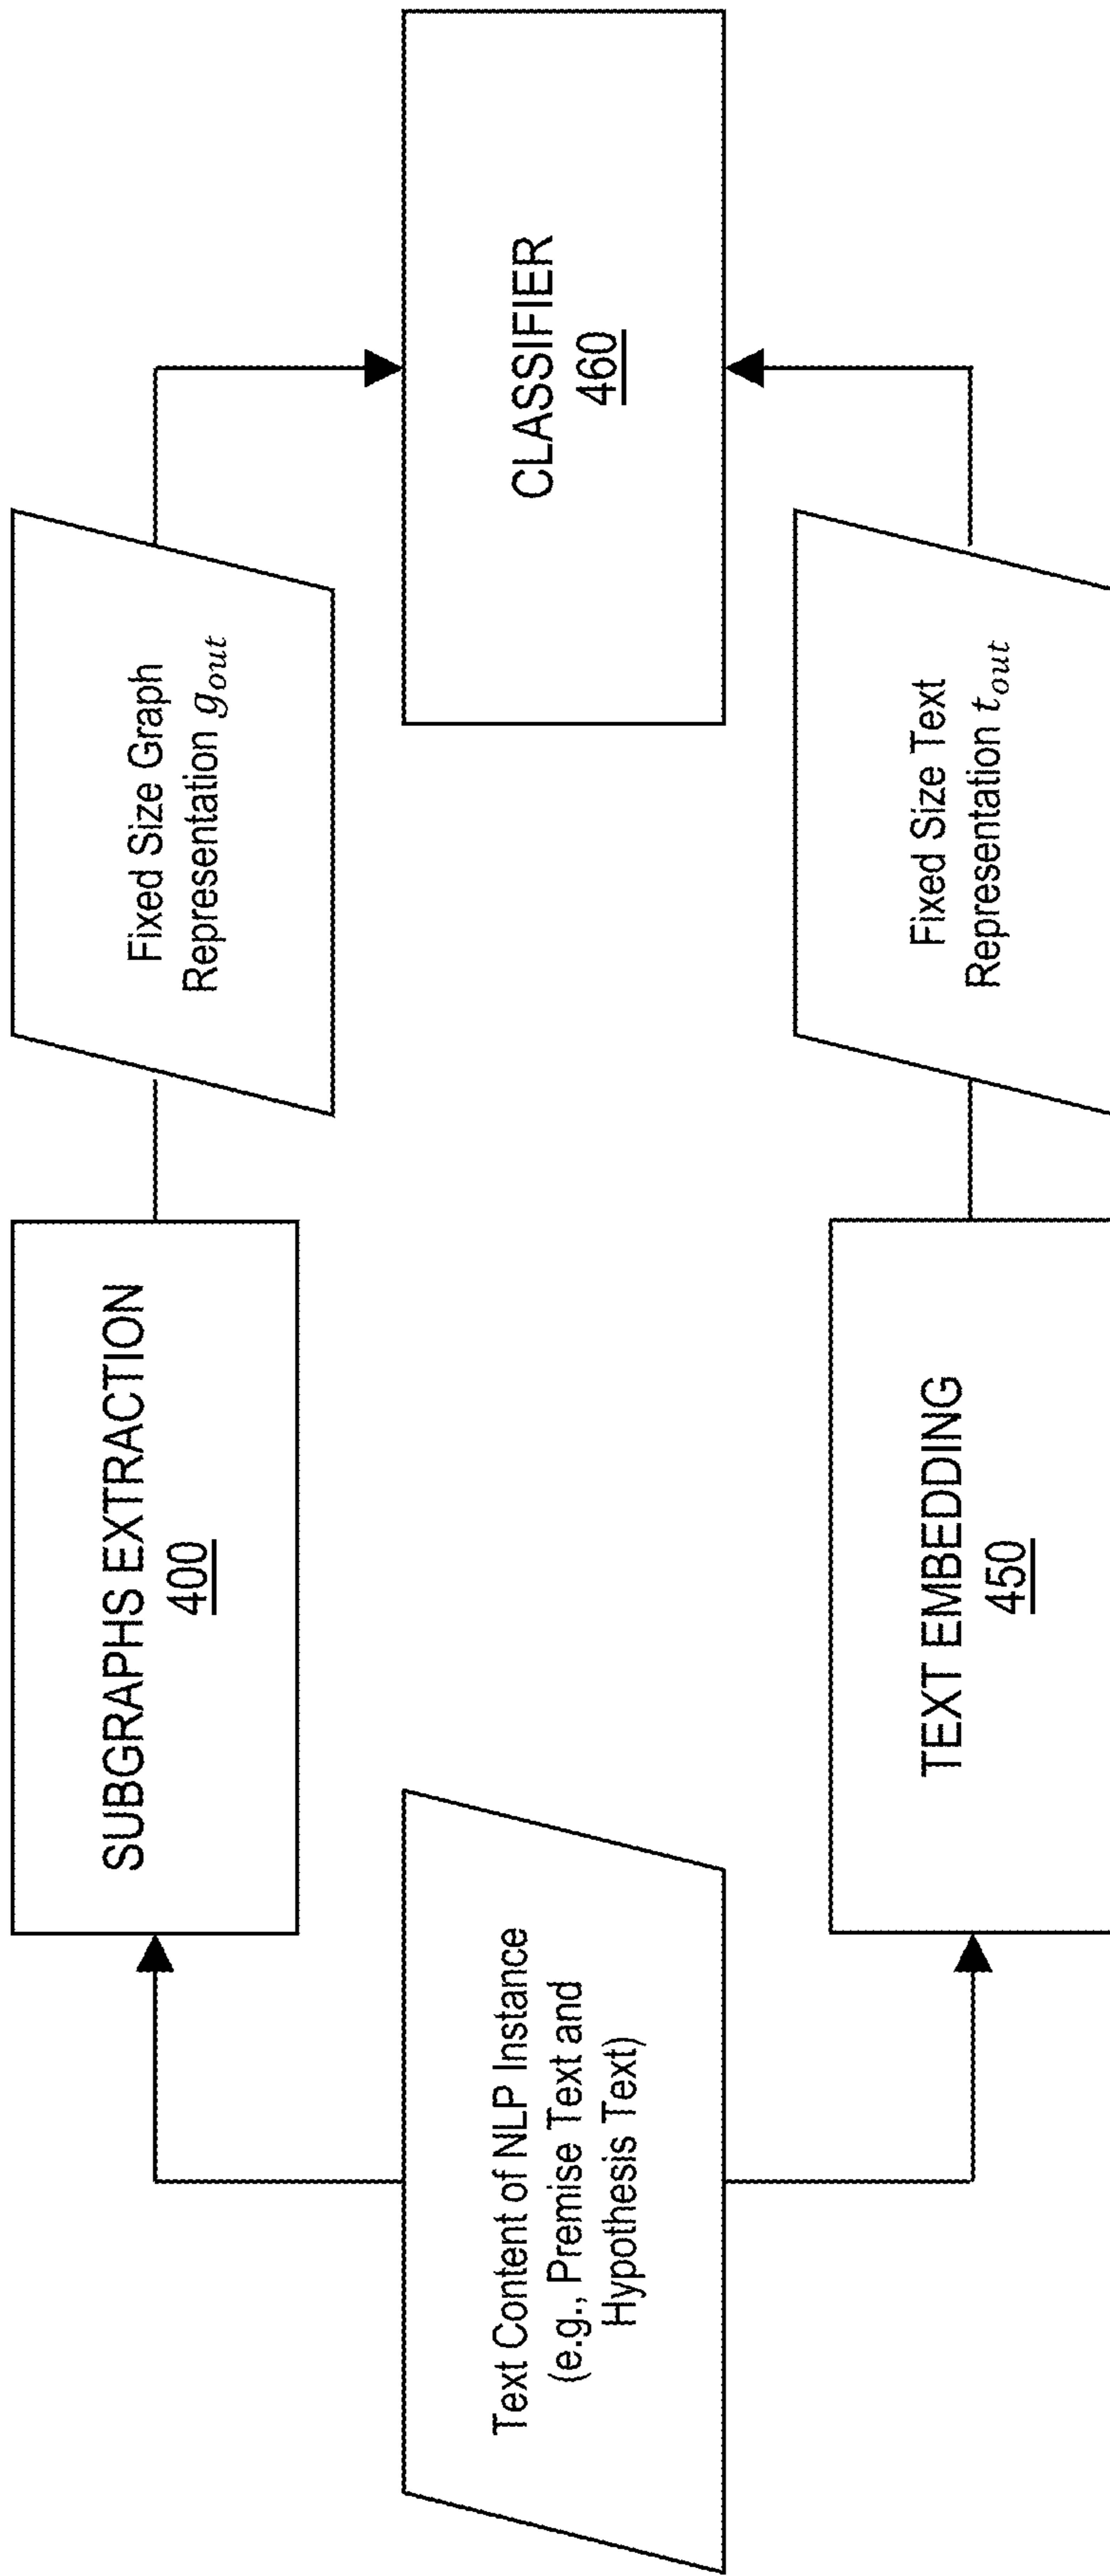 Text Content of NLP Instance
(e.g., Premise Text and
Hypothesis Text)
SUBGRAPHS EXTRACTION
400
TEXT EMBEDDING
450
Fixed Size Graph
Representation g_out
Fixed Size Text
Representation t_out
CLASSIFIER
460